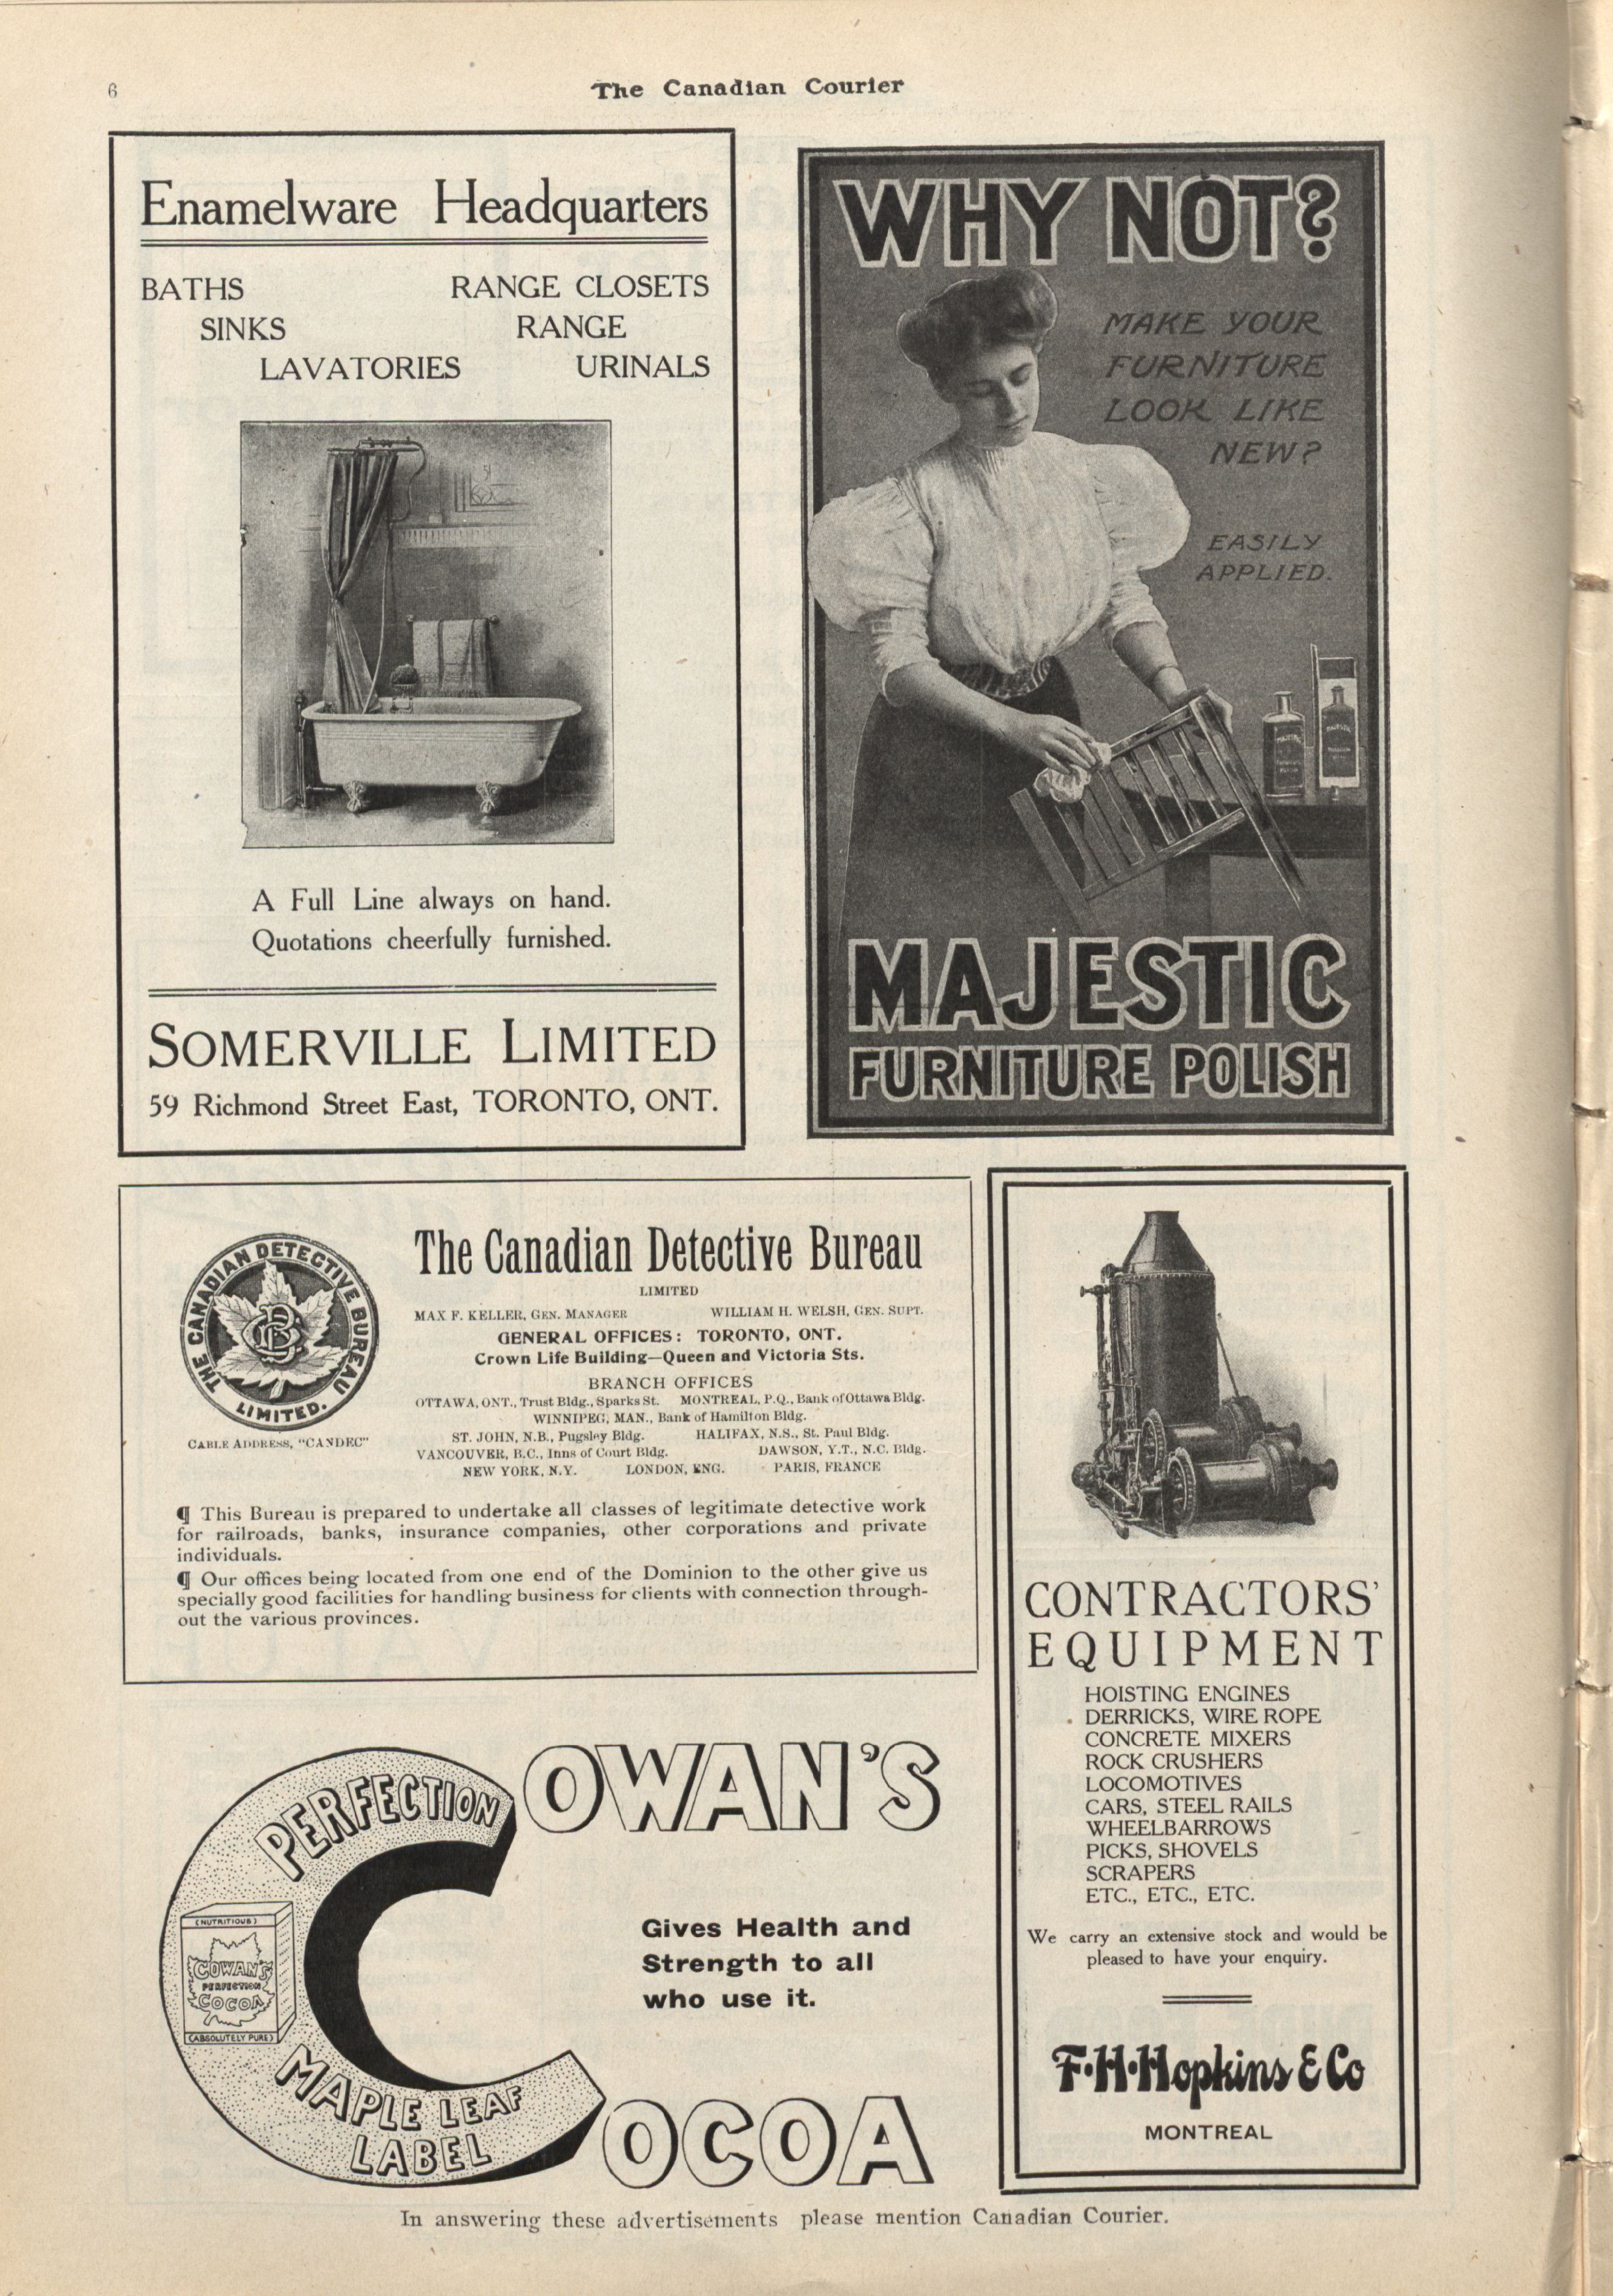 6
The Canadian Courier
Enamelware Headquarters
BATHS RANGE CLOSETS
SINKS RANGE
LAVATORIES URINALS
A Full Line always on hand.
Quotations cheerfully furnished.
SOMERVILLE LIMITED
59 Richmond Street East, TORONTO, ONT.
WHY NOT?
MAKE YOUR
FURNITURE
LOOK LIKE
NEW?
EASILY
APPLIED.
MAJESTIC
FURNITURE POLISH
THE CANADIAN DETECTIVE BUREAU
LIMITED.
CABLE ADDRESS, "CANDEC"
The Canadian Detective Bureau
LIMITED
MAX F. KELLER, GEN. MANAGER WILLIAM H. WELSH, GEN. SUPT.
GENERAL OFFICES: TORONTO, ONT.
Crown Life Building—Queen and Victoria Sts.
BRANCH OFFICES
OTTAWA, ONT., Trust Bldg., Sparks St. MONTREAL, P.Q., Bank of Ottawa Bldg.
WINNIPEG, MAN., Bank of Hamilton Bldg.
ST. JOHN, N.B., Pugsley Bldg. HALIFAX, N.S., St. Paul Bldg.
VANCOUVER, B.C., Inns of Court Bldg. DAWSON, Y.T., N.C. Bldg.
NEW YORK, N.Y. LONDON, ENG. PARIS, FRANCE
¶ This Bureau is prepared to undertake all classes of legitimate detective work
for railroads, banks, insurance companies, other corporations and private
individuals.
¶ Our offices being located from one end of the Dominion to the other give us
specially good facilities for handling business for clients with connection through-
out the various provinces.
CONTRACTORS'
EQUIPMENT
HOISTING ENGINES
DERRICKS, WIRE ROPE
CONCRETE MIXERS
ROCK CRUSHERS
LOCOMOTIVES
CARS, STEEL RAILS
WHEELBARROWS
PICKS, SHOVELS
SCRAPERS
ETC., ETC., ETC.
We carry an extensive stock and would be
pleased to have your enquiry.
F. H. Hopkins & Co
MONTREAL
COWAN'S
PERFECTION
(NUTRITIOUS)
COWAN'S
PERFECTION
COCOA
(ABSOLUTELY PURE)
MAPLE LEAF
LABEL
Gives Health and
Strength to all
who use it.
COCOA
In answering these advertisements please mention Canadian Courier.